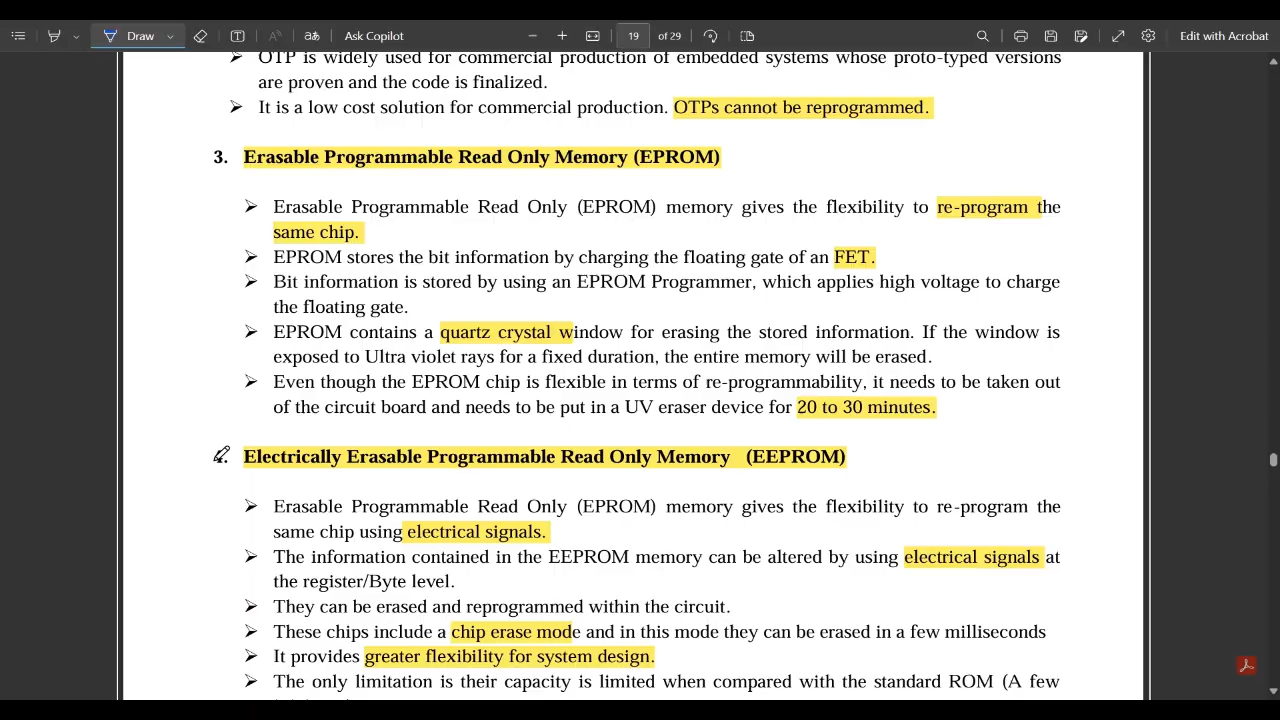 Draw
Ask Copilot
19 of 29
Edit with Acrobat
➢ OTP is widely used for commercial production of embedded systems whose proto-typed versions
are proven and the code is finalized.
➢ It is a low cost solution for commercial production. OTPs cannot be reprogrammed.
3. Erasable Programmable Read Only Memory (EPROM)
➢ Erasable Programmable Read Only (EPROM) memory gives the flexibility to re-program the
same chip.
➢ EPROM stores the bit information by charging the floating gate of an FET.
➢ Bit information is stored by using an EPROM Programmer, which applies high voltage to charge
the floating gate.
➢ EPROM contains a quartz crystal window for erasing the stored information. If the window is
exposed to Ultra violet rays for a fixed duration, the entire memory will be erased.
➢ Even though the EPROM chip is flexible in terms of re-programmability, it needs to be taken out
of the circuit board and needs to be put in a UV eraser device for 20 to 30 minutes.
4. Electrically Erasable Programmable Read Only Memory (EEPROM)
➢ Erasable Programmable Read Only (EPROM) memory gives the flexibility to re-program the
same chip using electrical signals.
➢ The information contained in the EEPROM memory can be altered by using electrical signals at
the register/Byte level.
➢ They can be erased and reprogrammed within the circuit.
➢ These chips include a chip erase mode and in this mode they can be erased in a few milliseconds
➢ It provides greater flexibility for system design.
➢ The only limitation is their capacity is limited when compared with the standard ROM (A few